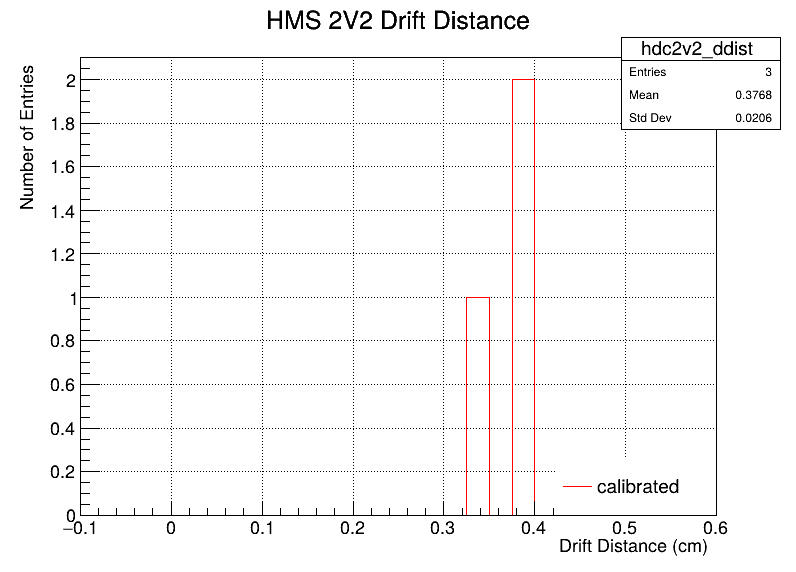 HMS 2V2 Drift Distance
hdc2v2_ddist
Entries 3
Mean 0.3768
Std Dev 0.0206
Number of Entries
2
1.8
1.6
1.4
1.2
1
0.8
0.6
0.4
0.2
0
−0.1 0 0.1 0.2 0.3 0.4 0.5 0.6
Drift Distance (cm)
calibrated